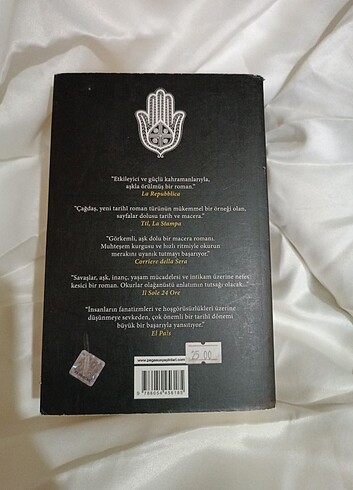 "Etkileyici ve güçlü kahramanlarıyla,
aşkla örülmüş bir roman."
La Repubblica
"Çağdaş, yeni tarihî roman türünün mükemmel bir örneği olan,
sayfalar dolusu tarih ve macera."
Ttl, La Stampa
"Görkemli, aşk dolu bir macera romanı.
Muhteşem kurgusu ve hızlı ritmiyle okurun
merakını uyanık tutmayı başarıyor."
Corriere della Sera
"Savaşlar, aşk, inanç, yaşam mücadelesi ve intikam üzerine nefes
kesici bir roman. Okurlar olağanüstü anlatımın tutsağı olacak."
Il Sole 24 Ore
"İnsanların fanatizmleri ve hoşgörüsüzlükleri üzerine
düşünmeye sevkeden, çok önemli bir tarihî dönemi
büyük bir başarıyla yansıtıyor."
El País
25.00
www.pegasusyayinlari.com